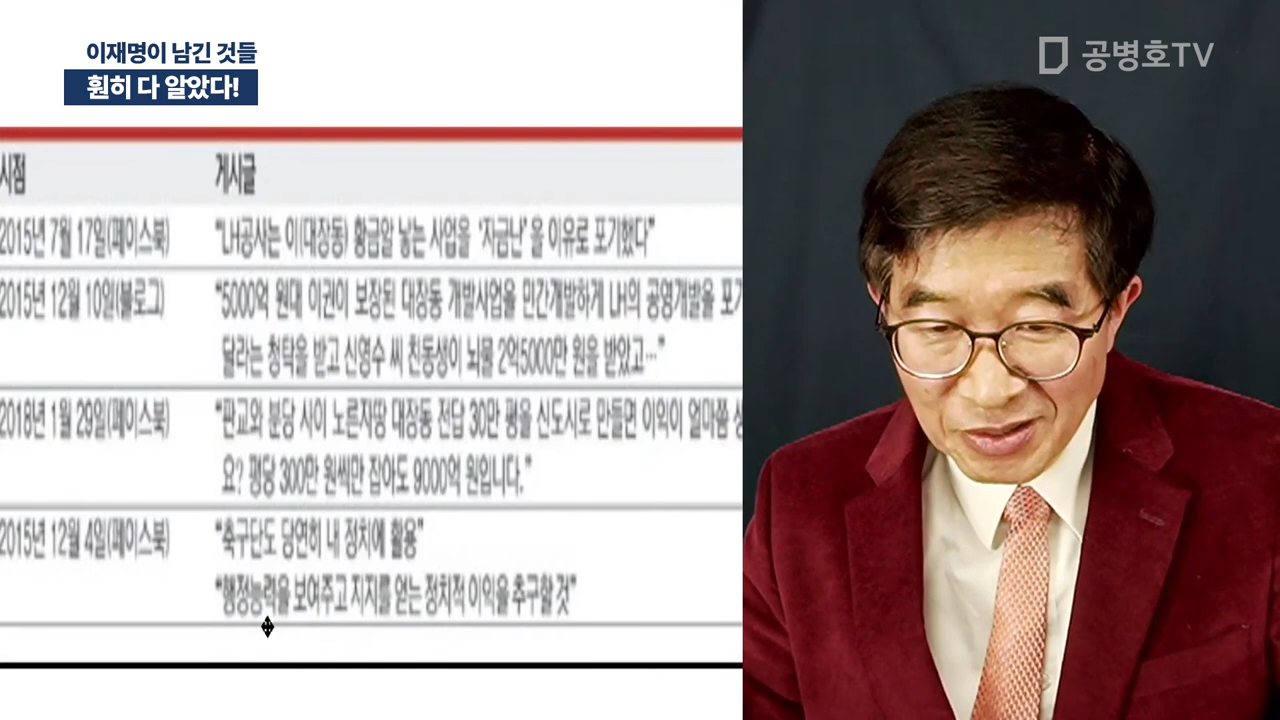 이재명이 남긴 것들
훤히 다 알았다!
공병호TV
시점 게시글
2015년 7월 17일(페이스북) “LH공사는 이(대장동) 황금알 낳는 사업을 ‘자금난’을 이유로 포기했다”
2015년 12월 10일(블로그) “5000억 원대 이권이 보장된 대장동 개발사업을 민간개발하게 LH의 공영개발을 포기
달라는 청탁을 받고 신영수 씨 친동생이 뇌물 2억5000만 원을 받았고…”
2018년 1월 29일(페이스북) “판교와 분당 사이 노른자땅 대장동 전답 30만 평을 신도시로 만들면 이익이 얼마쯤
요? 평당 300만 원씩만 잡아도 9000억 원입니다.”
2015년 12월 4일(페이스북) “축구단도 당연히 내 정치에 활용”
“행정능력을 보여주고 지지를 얻는 정치적 이익을 추구할 것”